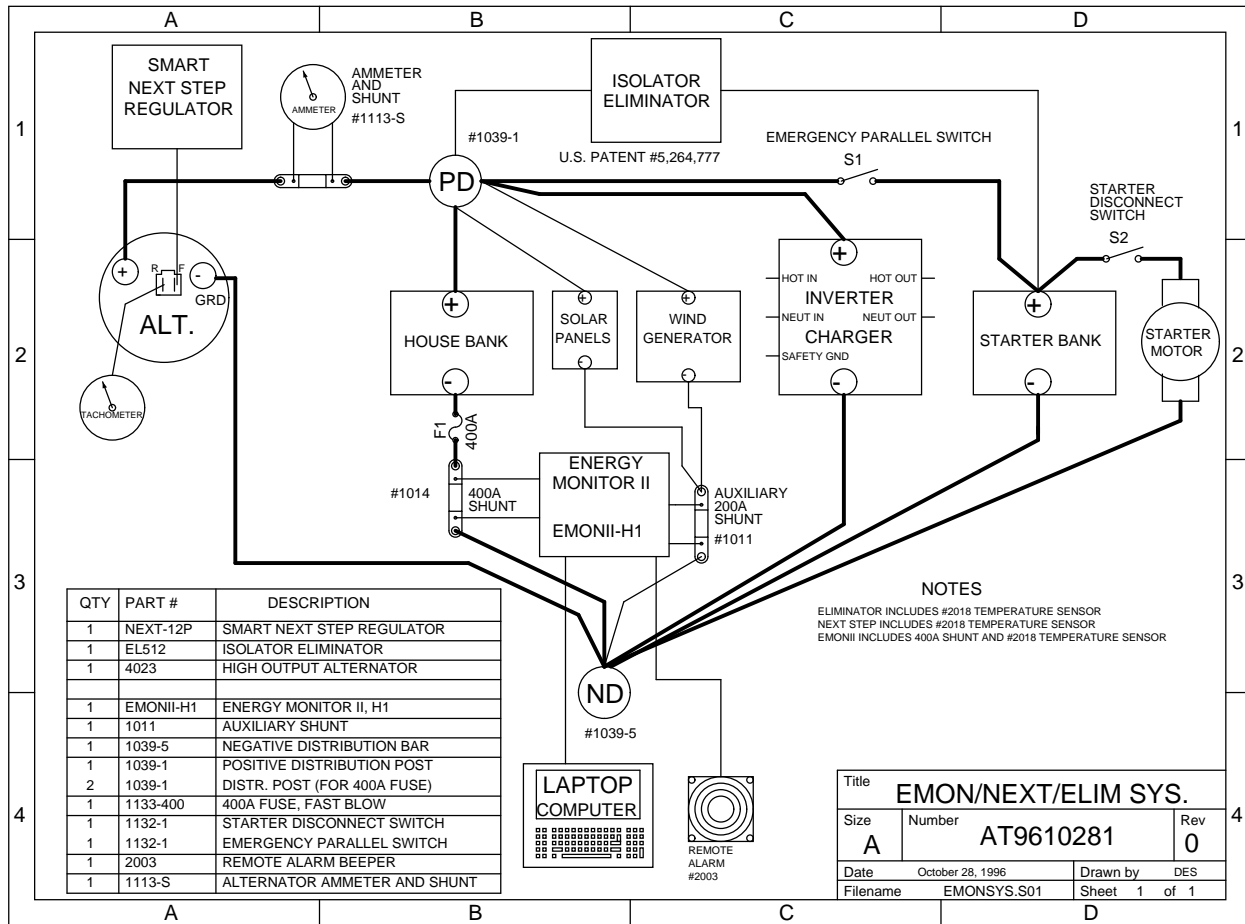 A
B
C
D
1
2
3
4
SMART
NEXT STEP
REGULATOR
AMMETER
AMMETER
AND
SHUNT
#1113-S
#1039-1
PD
ISOLATOR
ELIMINATOR
U.S. PATENT #5,264,777
EMERGENCY PARALLEL SWITCH
S1
STARTER
DISCONNECT
SWITCH
S2
+
R
F
-
GRD
ALT.
TACHOMETER
+
HOUSE BANK
-
+
SOLAR
PANELS
-
+
WIND
GENERATOR
-
+
HOT IN
HOT OUT
INVERTER
NEUT IN
NEUT OUT
CHARGER
SAFETY GND
-
+
STARTER BANK
-
STARTER
MOTOR
F1
400A
#1014
400A
SHUNT
ENERGY
MONITOR II
EMONII-H1
AUXILIARY
200A
SHUNT
#1011
ND
#1039-5
LAPTOP
COMPUTER
REMOTE
ALARM
#2003
NOTES
ELIMINATOR INCLUDES #2018 TEMPERATURE SENSOR
NEXT STEP INCLUDES #2018 TEMPERATURE SENSOR
EMONII INCLUDES 400A SHUNT AND #2018 TEMPERATURE SENSOR
QTY PART # DESCRIPTION
1 NEXT-12P SMART NEXT STEP REGULATOR
1 EL512 ISOLATOR ELIMINATOR
1 4023 HIGH OUTPUT ALTERNATOR
1 EMONII-H1 ENERGY MONITOR II, H1
1 1011 AUXILIARY SHUNT
1 1039-5 NEGATIVE DISTRIBUTION BAR
1 1039-1 POSITIVE DISTRIBUTION POST
2 1039-1 DISTR. POST (FOR 400A FUSE)
1 1133-400 400A FUSE, FAST BLOW
1 1132-1 STARTER DISCONNECT SWITCH
1 1132-1 EMERGENCY PARALLEL SWITCH
1 2003 REMOTE ALARM BEEPER
1 1113-S ALTERNATOR AMMETER AND SHUNT
Title
EMON/NEXT/ELIM SYS.
Size
A
Number
AT9610281
Rev
0
Date October 28, 1996
Drawn by DES
Filename EMONSYS.S01
Sheet 1 of 1
1
2
3
4
A
B
C
D